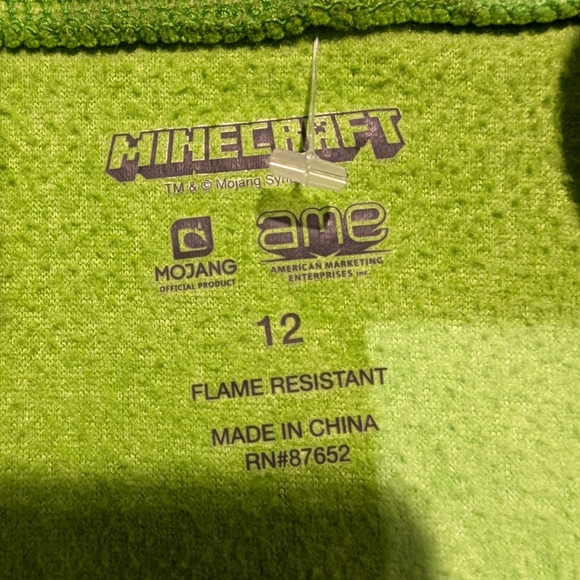 MINECRAFT
TM & © Mojang
MOJANG
OFFICIAL PRODUCT
ame
AMERICAN MARKETING
ENTERPRISES Inc.
12
FLAME RESISTANT
MADE IN CHINA
RN#87652